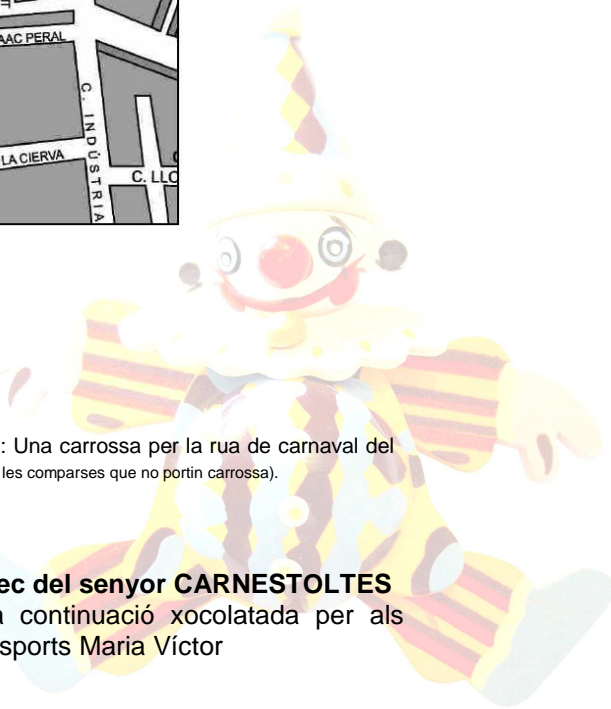 AAC PERAL
C. INDÚSTRIA
LA CIERVA
C. LLO
: Una carrossa per la rua de carnaval del
les comparses que no portin carrossa).
ec del senyor CARNESTOLTES
a continuació xocolatada per als
sports Maria Víctor